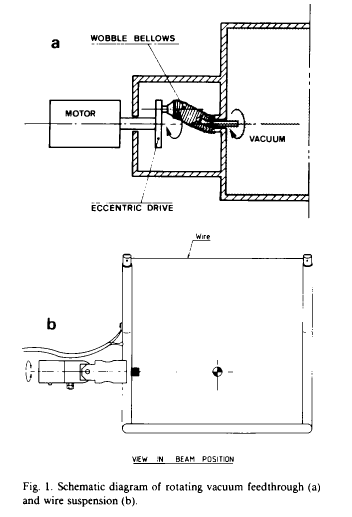 a
WOBBLE BELLOWS
MOTOR
VACUUM
ECCENTRIC DRIVE
Wire
b
VIEW IN BEAM POSITION
Fig. 1. Schematic diagram of rotating vacuum feedthrough (a)
and wire suspension (b).